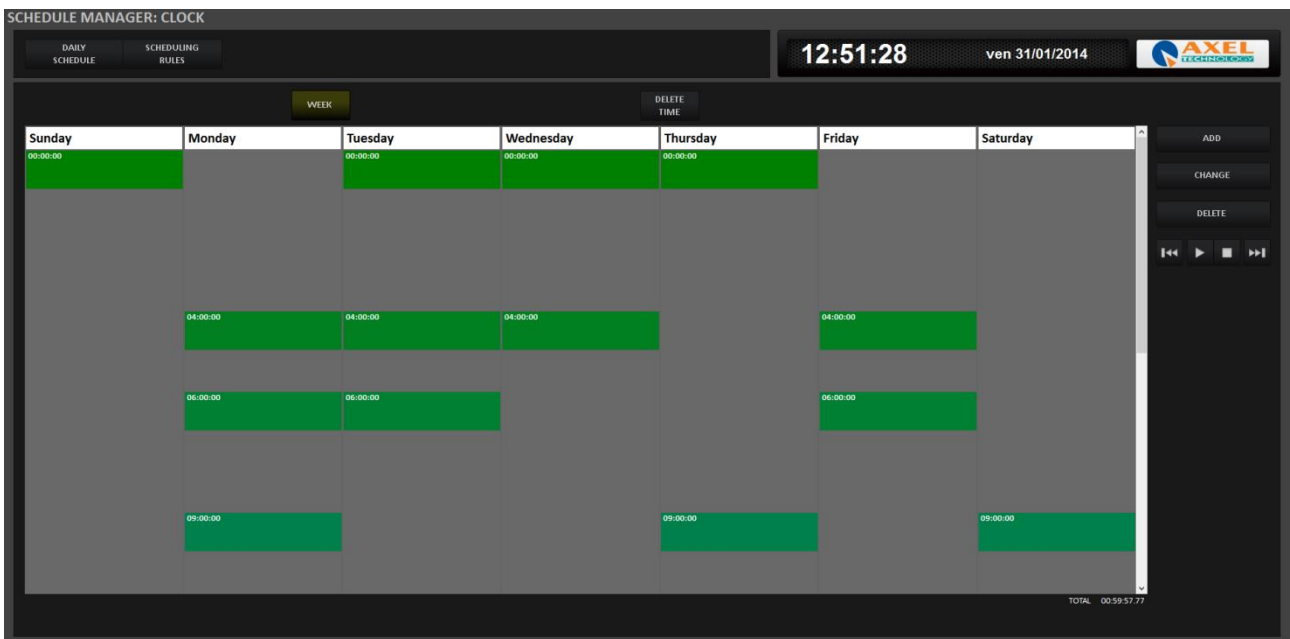 SCHEDULE MANAGER: CLOCK
DAILY
SCHEDULE
SCHEDULING
RULES
12:51:28
ven 31/01/2014
AXEL
TECHNOLOGY
WEEK
DELETE
TIME
Sunday Monday Tuesday Wednesday Thursday Friday Saturday
00:00:00 00:00:00 00:00:00 00:00:00
04:00:00 04:00:00 04:00:00 04:00:00
06:00:00 06:00:00 06:00:00
09:00:00 09:00:00 09:00:00
ADD
CHANGE
DELETE
TOTAL 00:59:57.77